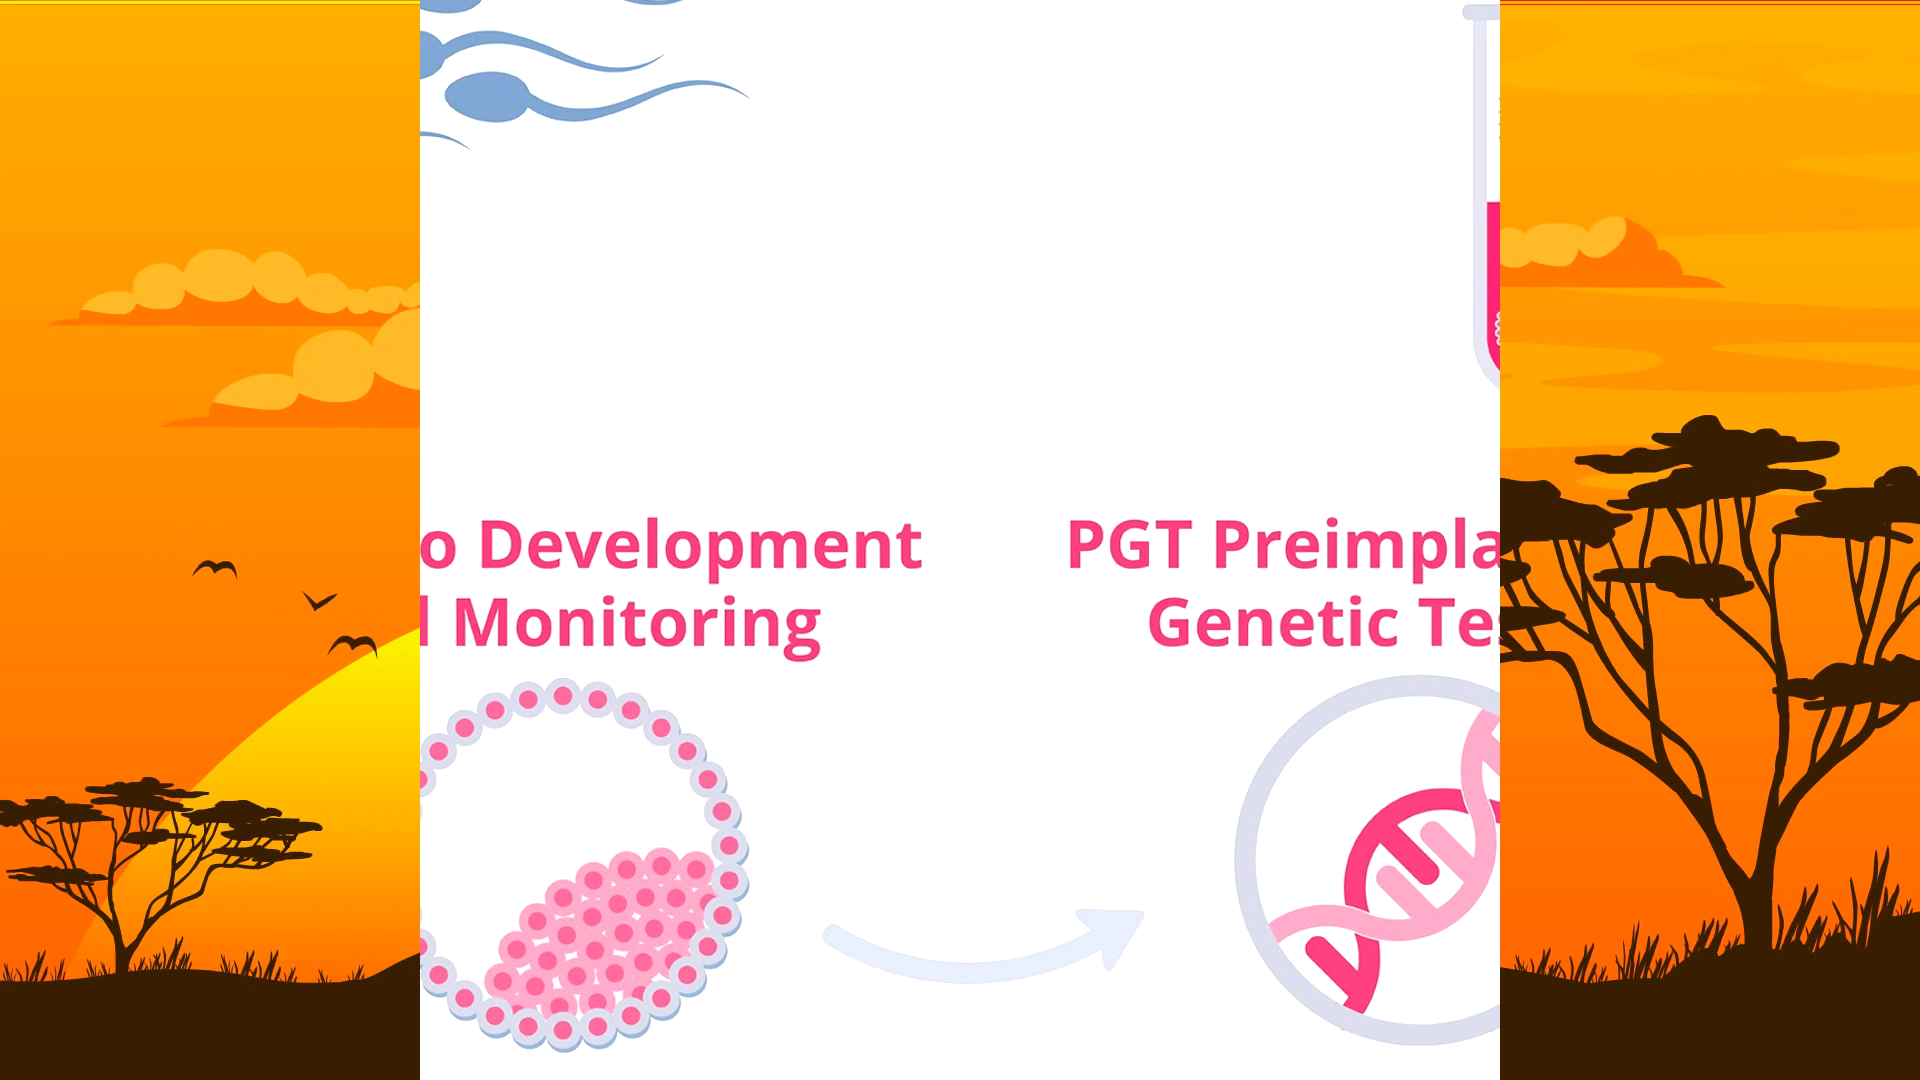 o Development
Monitoring
PGT Preimpla
Genetic Te